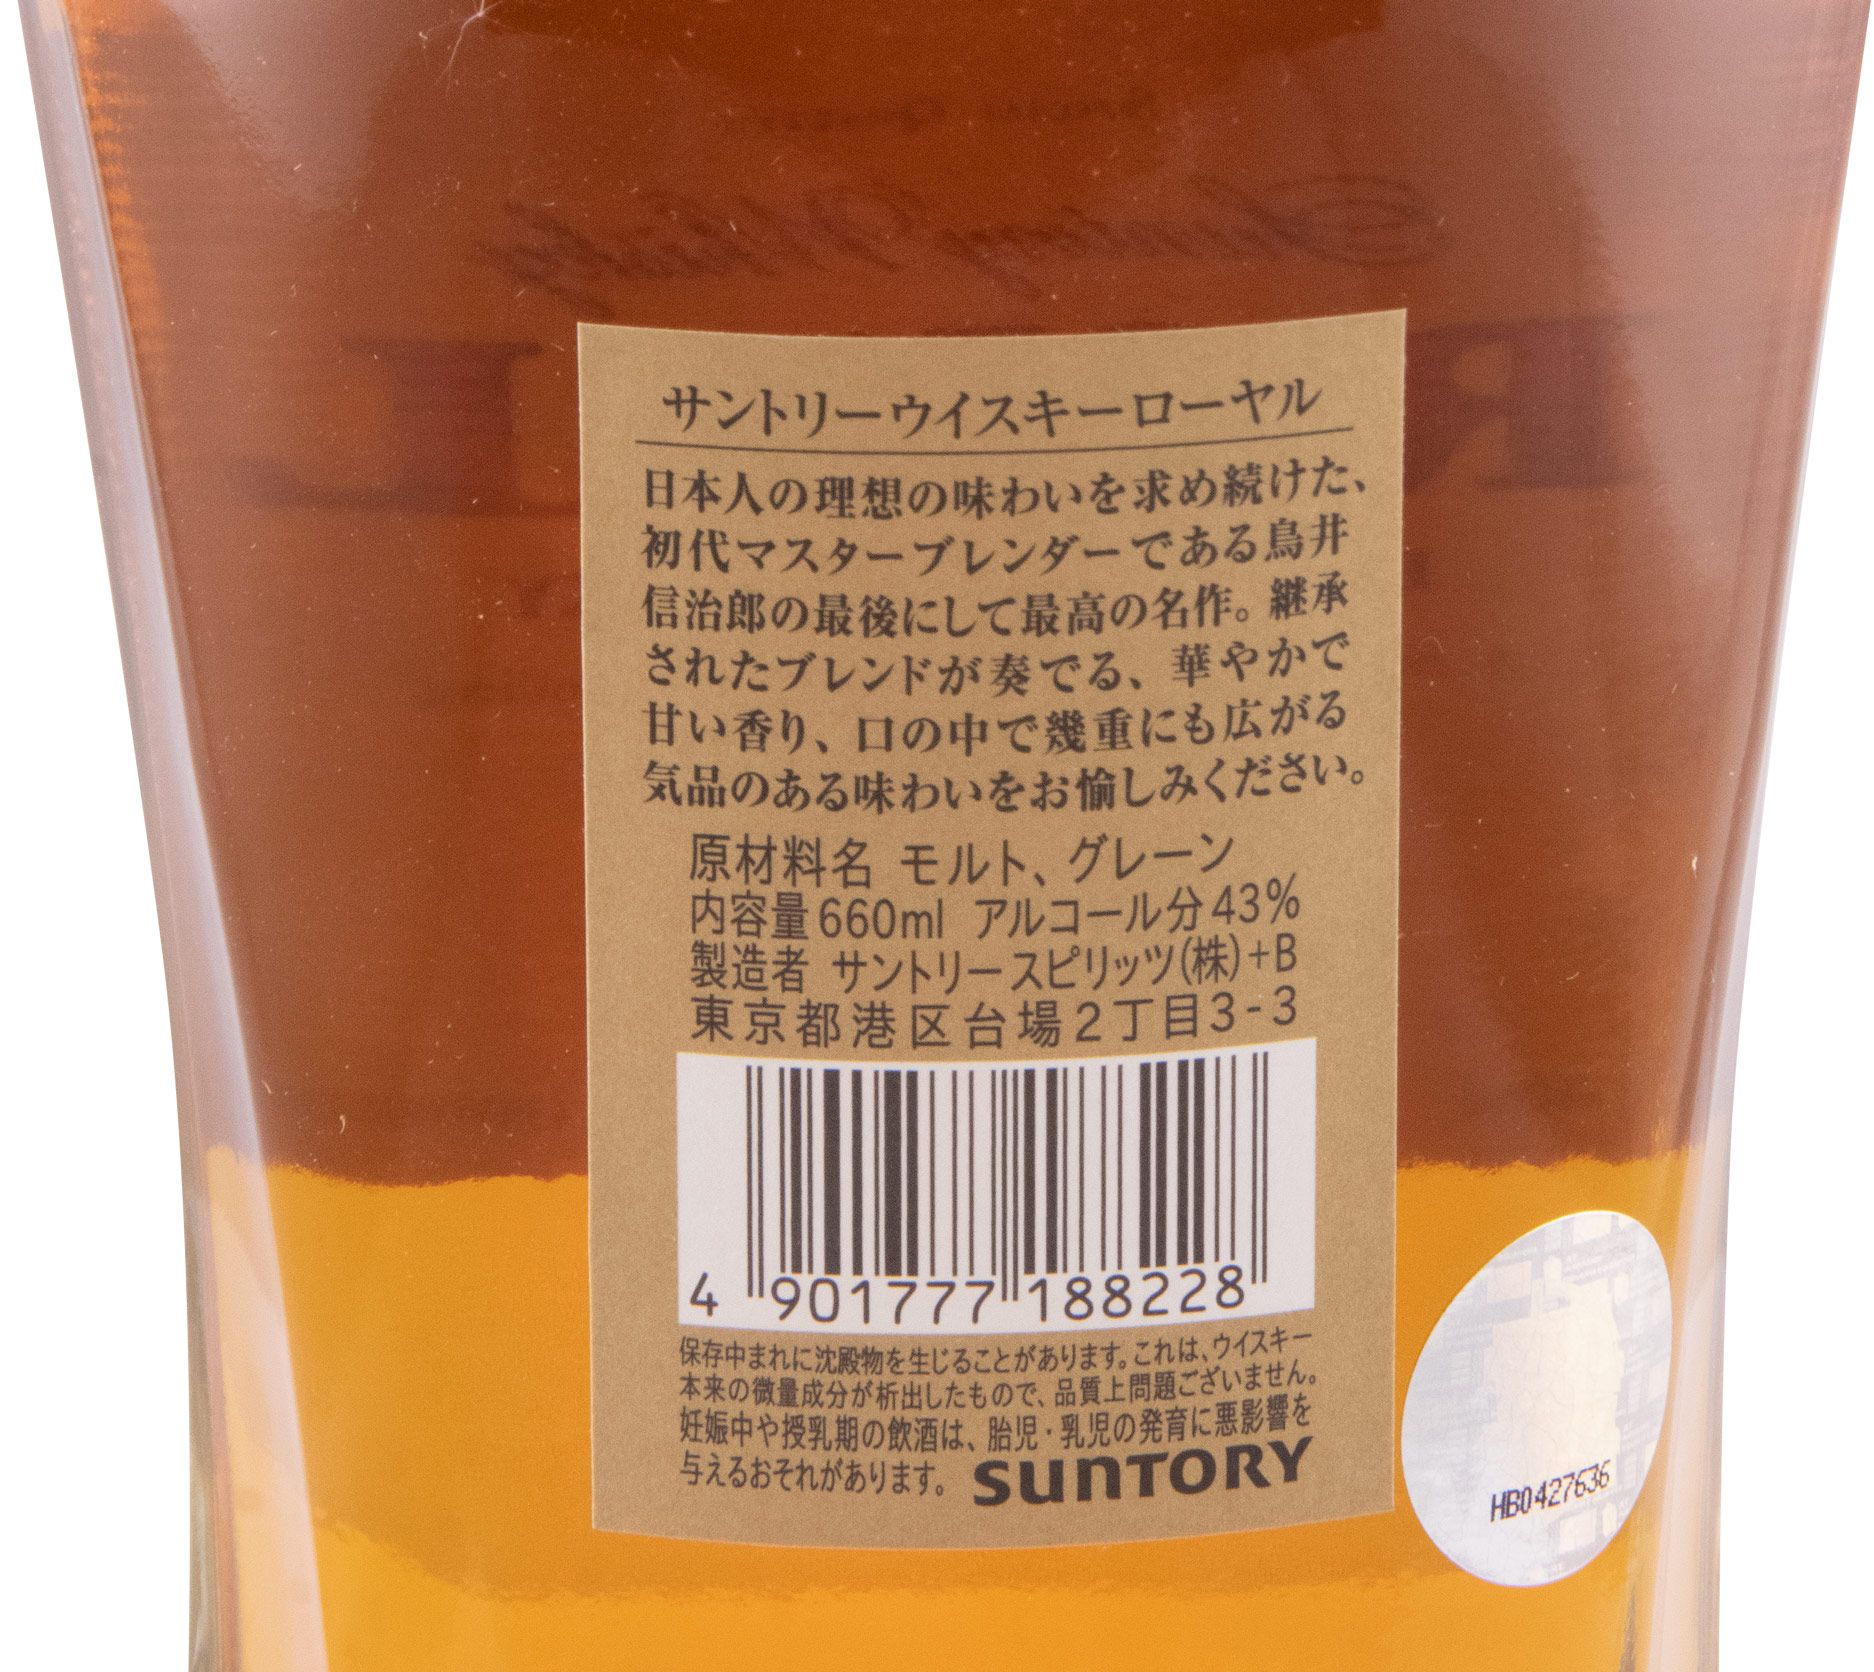 サントリーウイスキーローヤル
日本人の理想の味わいを求め続けた、
初代マスターブレンダーである鳥井
信治郎の最後にして最高の名作。継承
されたブレンドが奏でる、華やかで
甘い香り、口の中で幾重にも広がる
気品のある味わいをお愉しみください。
原材料名 モルト、グレーン
内容量660ml アルコール分43%
製造者 サントリースピリッツ(株)+B
東京都港区台場2丁目3-3
4 901777 188228
保存中まれに沈殿物を生じることがあります。これは、ウイスキー
本来の微量成分が析出したもので、品質上問題ございません。
妊娠中や授乳期の飲酒は、胎児・乳児の発育に悪影響を
与えるおそれがあります。 SUNTORY
HB0427636